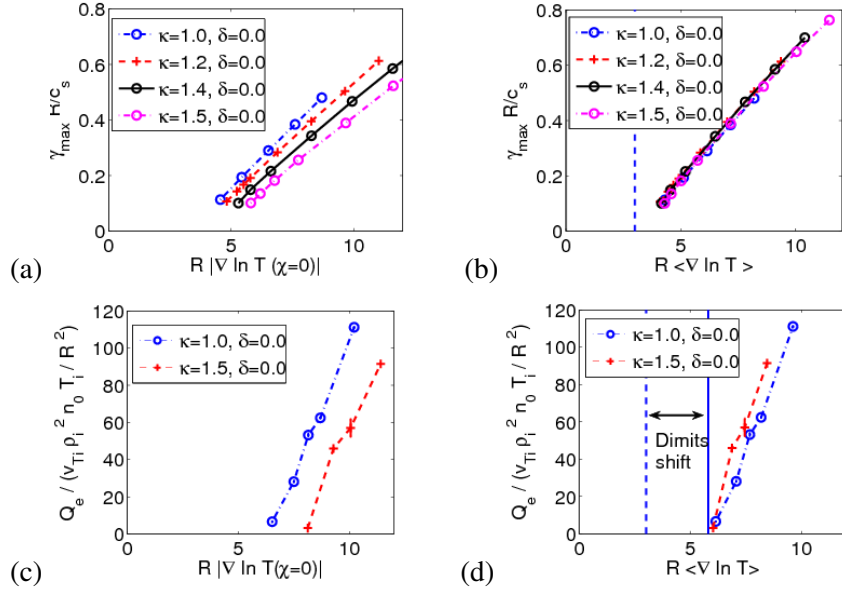 0.8
0.6
0.4
0.2
0
γmax R/cs
κ=1.0, δ=0.0
κ=1.2, δ=0.0
κ=1.4, δ=0.0
κ=1.5, δ=0.0
0 5 10
R |∇ ln T (χ=0)|
(a)
0.8
0.6
0.4
0.2
0
γmax R/cs
κ=1.0, δ=0.0
κ=1.2, δ=0.0
κ=1.4, δ=0.0
κ=1.5, δ=0.0
0 5 10
R <∇ ln T >
(b)
120
100
80
60
40
20
0
Qe / (vTi ρi² n0 Ti / R²)
κ=1.0, δ=0.0
κ=1.5, δ=0.0
0 5 10
R |∇ ln T(χ=0)|
(c)
120
100
80
60
40
20
0
Qe / (vTi ρi² n0 Ti / R²)
κ=1.0, δ=0.0
κ=1.5, δ=0.0
Dimits
shift
0 5 10
R <∇ ln T>
(d)